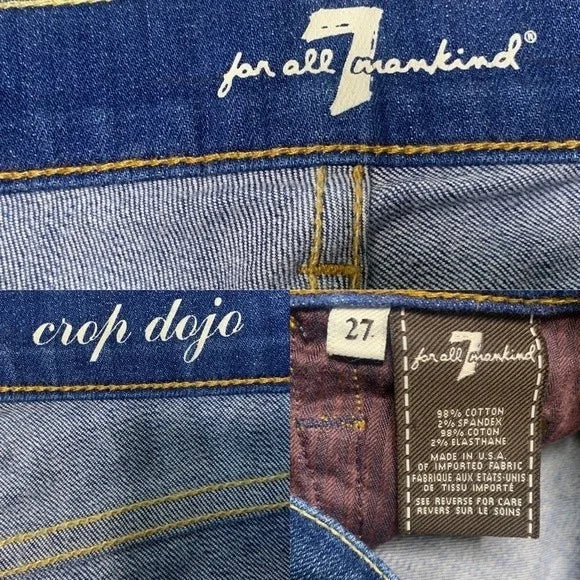 for all 7 mankind®
crop dojo
27
for all 7 mankind
98% COTTON
2% SPANDEX
98% COTON
2% ELASTHANE
MADE IN U.S.A.
OF IMPORTED FABRIC
FABRIQUE AUX ETATS-UNIS
DE TISSU IMPORTÉ
SEE REVERSE FOR CARE
REVERS SUR LE SOINS